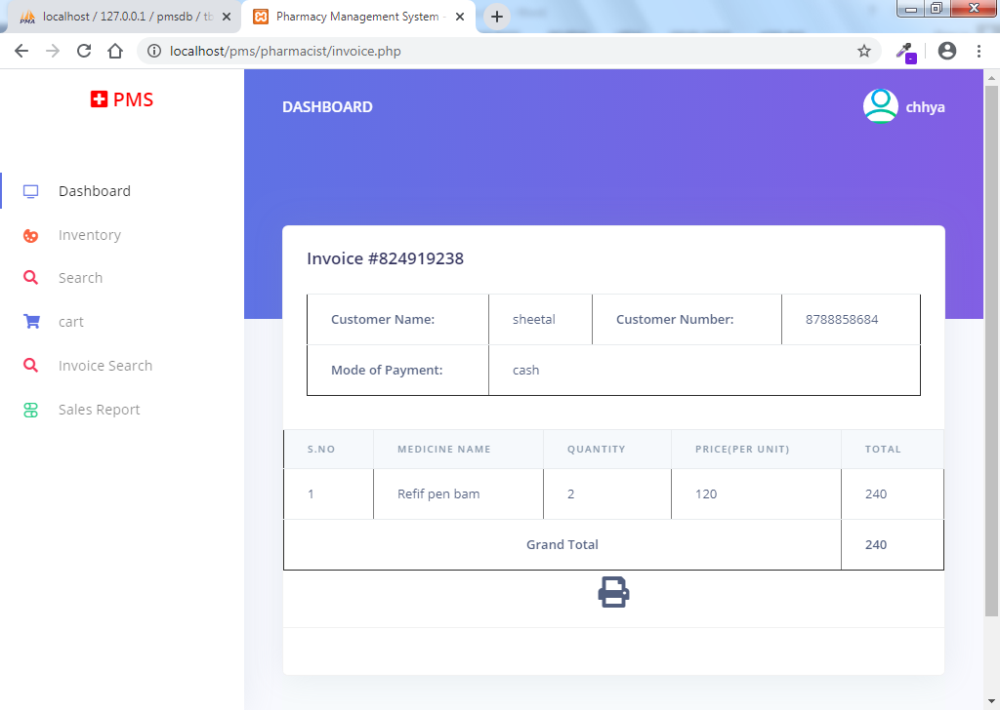 localhost / 127.0.0.1 / pmsdb / tb
Pharmacy Management System
localhost/pms/pharmacist/invoice.php
PMS
DASHBOARD
chhya
Dashboard
Inventory
Search
cart
Invoice Search
Sales Report
Invoice #824919238
Customer Name: sheetal Customer Number: 8788858684
Mode of Payment: cash
S.NO MEDICINE NAME QUANTITY PRICE(PER UNIT) TOTAL
1 Refif pen bam 2 120 240
Grand Total 240